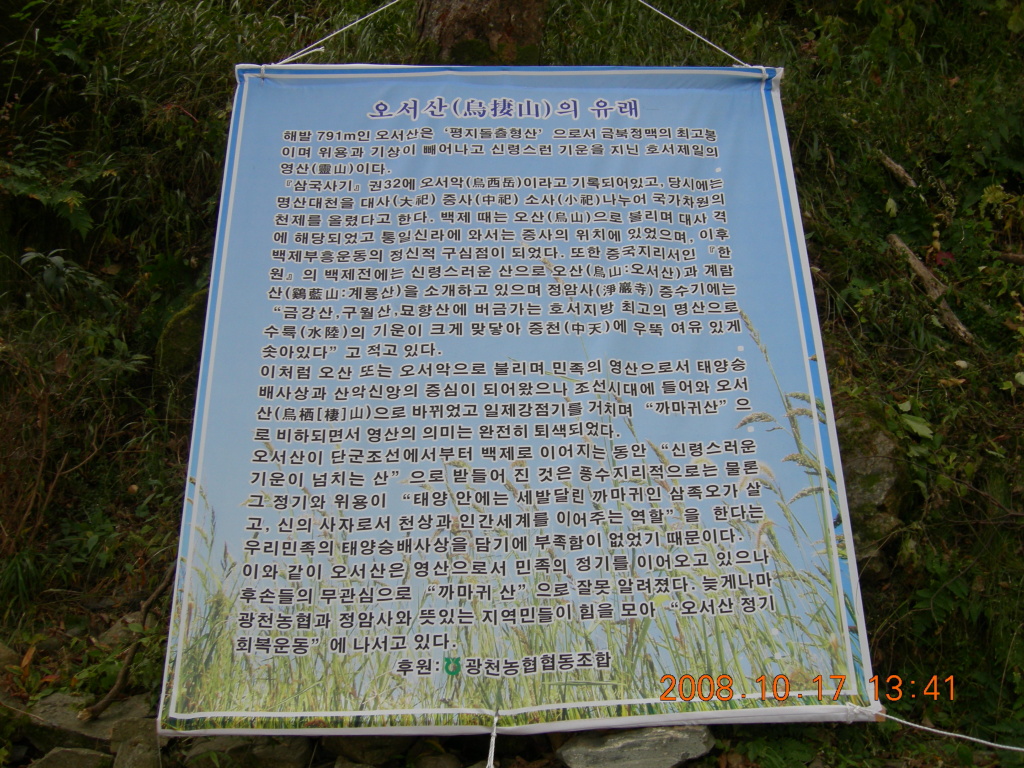 오서산(烏捿山)의 유래
해발 791m인 오서산은 ‘평지돌출형산’ 으로서 금북정맥의 최고봉
이며 위용과 기상이 빼어나고 신령스런 기운을 지닌 호서제일의
영산(靈山)이다.
『삼국사기』 권32에 오서악(烏西岳)이라고 기록되어있고, 당시에는
명산대천을 대사(大祀) 중사(中祀) 소사(小祀)나누어 국가차원의
천제를 올렸다고 한다. 백제 때는 오산(烏山)으로 불리며 대사 격
에 해당되었고 통일신라에 와서는 중사의 위치에 있었으며, 이후
백제부흥운동의 정신적 구심점이 되었다. 또한 중국지리서인 『한
원』 의 백제전에는 신령스러운 산으로 오산(烏山:오서산)과 계람
산(鷄藍山:게룡산)을 소개하고 있으며 정암사(淨巖寺) 중수기에는
“금강산,구월산,묘향산에 버금가는 호서지방 최고의 명산으로
수륙(水陸)의 기운이 크게 맞닿아 중천(中天)에 우뚝 여유 있게
솟아있다” 고 적고 있다.
이처럼 오산 또는 오서악으로 불리며 민족의 영산으로서 태양숭
배사상과 산악신앙의 중심이 되어왔으나 조선시대에 들어와 오서
산(烏栖[棲]山)으로 바뀌었고 일제강점기를 거치며 “까마귀산” 으
로 비하되면서 영산의 의미는 완전히 퇴색되었다.
오서산이 단군조선에서부터 백제로 이어지는 동안 “신령스러운
기운이 넘치는 산” 으로 받들어 진 것은 풍수지리적으로는 물론
그 정기와 위용이 “태양 안에는 세발달린 까마귀인 삼족오가 살
고, 신의 사자로서 천상과 인간세계를 이어주는 역할” 을 한다는
우리민족의 태양숭배사상을 담기에 부족함이 없었기 때문이다.
이와 같이 오서산은 영산으로서 민족의 정기를 이어오고 있으나
후손들의 무관심으로 “까마귀 산” 으로 잘못 알려졌다. 늦게나마
광천농협과 정암사와 뜻있는 지역민들이 힘을 모아 “오서산 정기
회복운동” 에 나서고 있다.
후원: 광천농협협동조합
2008.10.17 13:41